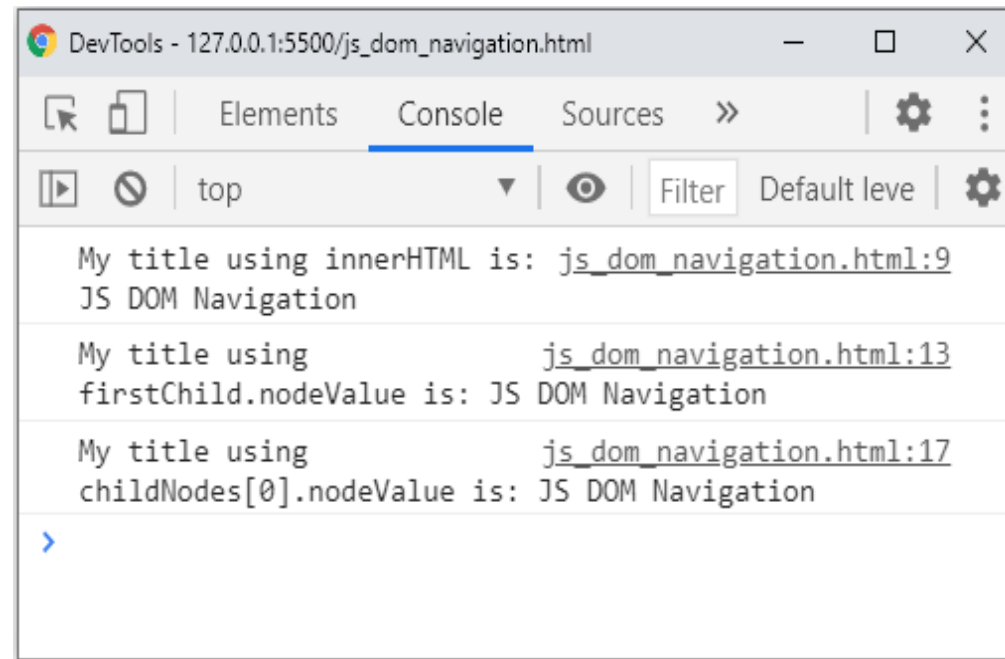 DevTools - 127.0.0.1:5500/js_dom_navigation.html
Elements Console Sources
top Filter Default leve
My title using innerHTML is: js_dom_navigation.html:9
JS DOM Navigation
My title using js_dom_navigation.html:13
firstChild.nodeValue is: JS DOM Navigation
My title using js_dom_navigation.html:17
childNodes[0].nodeValue is: JS DOM Navigation